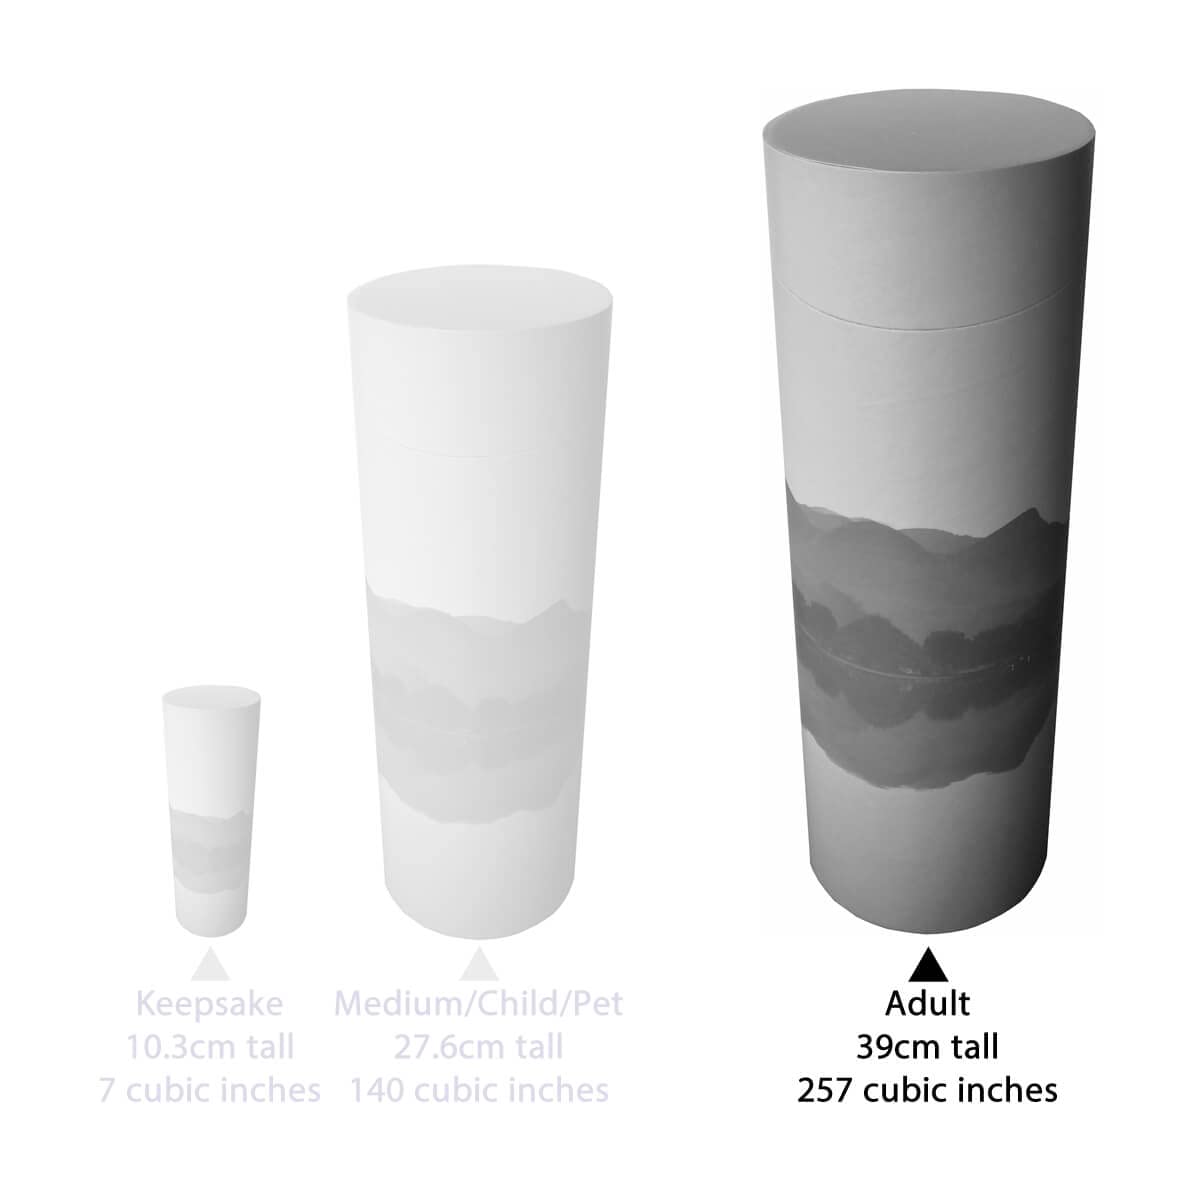 Keepsake
10.3cm tall
7 cubic inches
Medium/Child/Pet
27.6cm tall
140 cubic inches
Adult
39cm tall
257 cubic inches